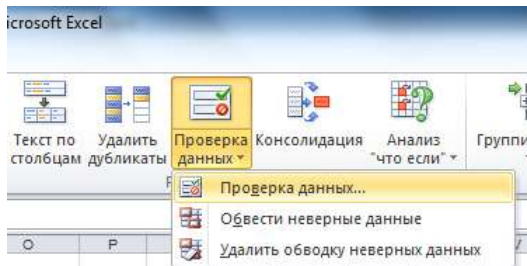 icrosoft Excel
Текст по столбцам
Удалить дубликаты
Проверка данных
Консолидация
Анализ "что если"
Проверка данных...
Обвести неверные данные
Удалить обводку неверных данных
O P